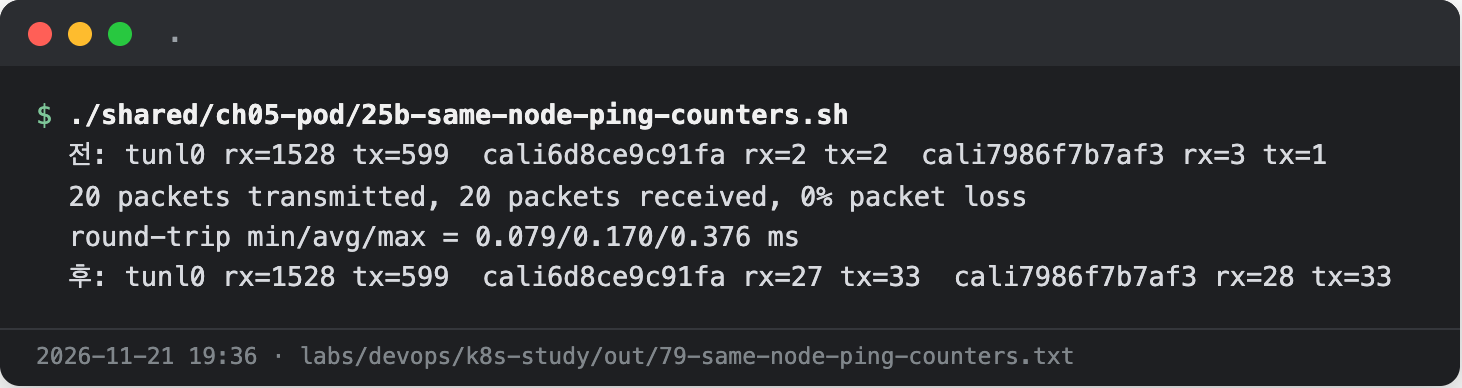 .
$ ./shared/ch05-pod/25b-same-node-ping-counters.sh
전: tunl0 rx=1528 tx=599  cali6d8ce9c91fa rx=2 tx=2  cali7986f7b7af3 rx=3 tx=1
20 packets transmitted, 20 packets received, 0% packet loss
round-trip min/avg/max = 0.079/0.170/0.376 ms
후: tunl0 rx=1528 tx=599  cali6d8ce9c91fa rx=27 tx=33  cali7986f7b7af3 rx=28 tx=33
2026-11-21 19:36 · labs/devops/k8s-study/out/79-same-node-ping-counters.txt